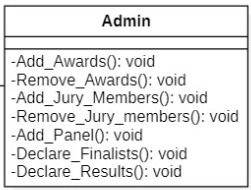 Admin
-Add_Awards(): void
-Remove_Awards(): void
-Add_Jury_Members(): void
-Remove_Jury_members(): void
-Add_Panel(): void
-Declare_Finalists(): void
-Declare_Results(): void